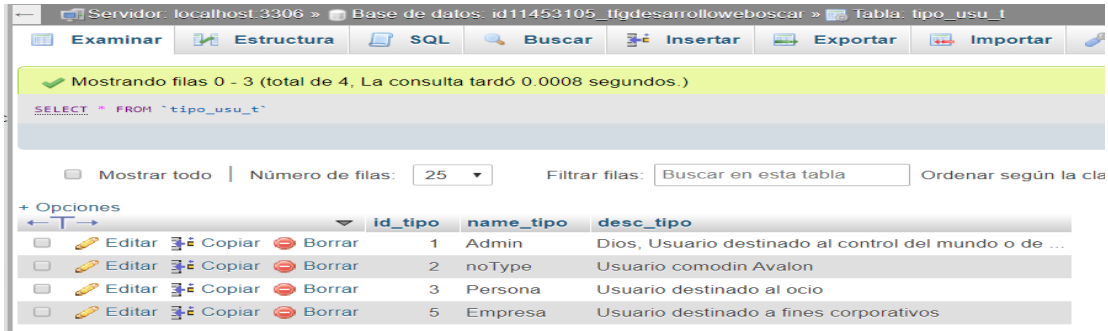 Servidor: localhost:3306 » Base de datos: id11453105_tfgdesarrolloweboscar » Tabla: tipo_usu_t
Examinar Estructura SQL Buscar Insertar Exportar Importar
Mostrando filas 0 - 3 (total de 4, La consulta tardó 0.0008 segundos.)
SELECT * FROM `tipo_usu_t`
Mostrar todo | Número de filas: 25 Filtrar filas: Buscar en esta tabla Ordenar según la cla
+ Opciones
←T→ id_tipo name_tipo desc_tipo
Editar Copiar Borrar 1 Admin Dios, Usuario destinado al control del mundo o de ...
Editar Copiar Borrar 2 noType Usuario comodin Avalon
Editar Copiar Borrar 3 Persona Usuario destinado al ocio
Editar Copiar Borrar 5 Empresa Usuario destinado a fines corporativos